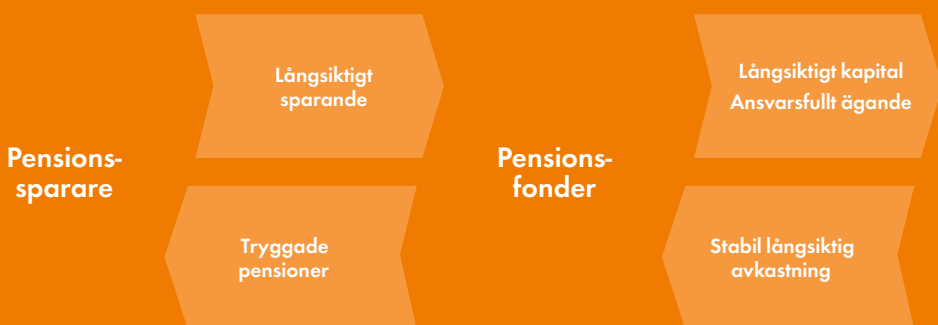 Pensions-
sparare
Långsiktigt
sparande
Tryggade
pensioner
Pensions-
fonder
Långsiktigt kapital
Ansvarsfullt ägande
Stabil långsiktig
avkastning